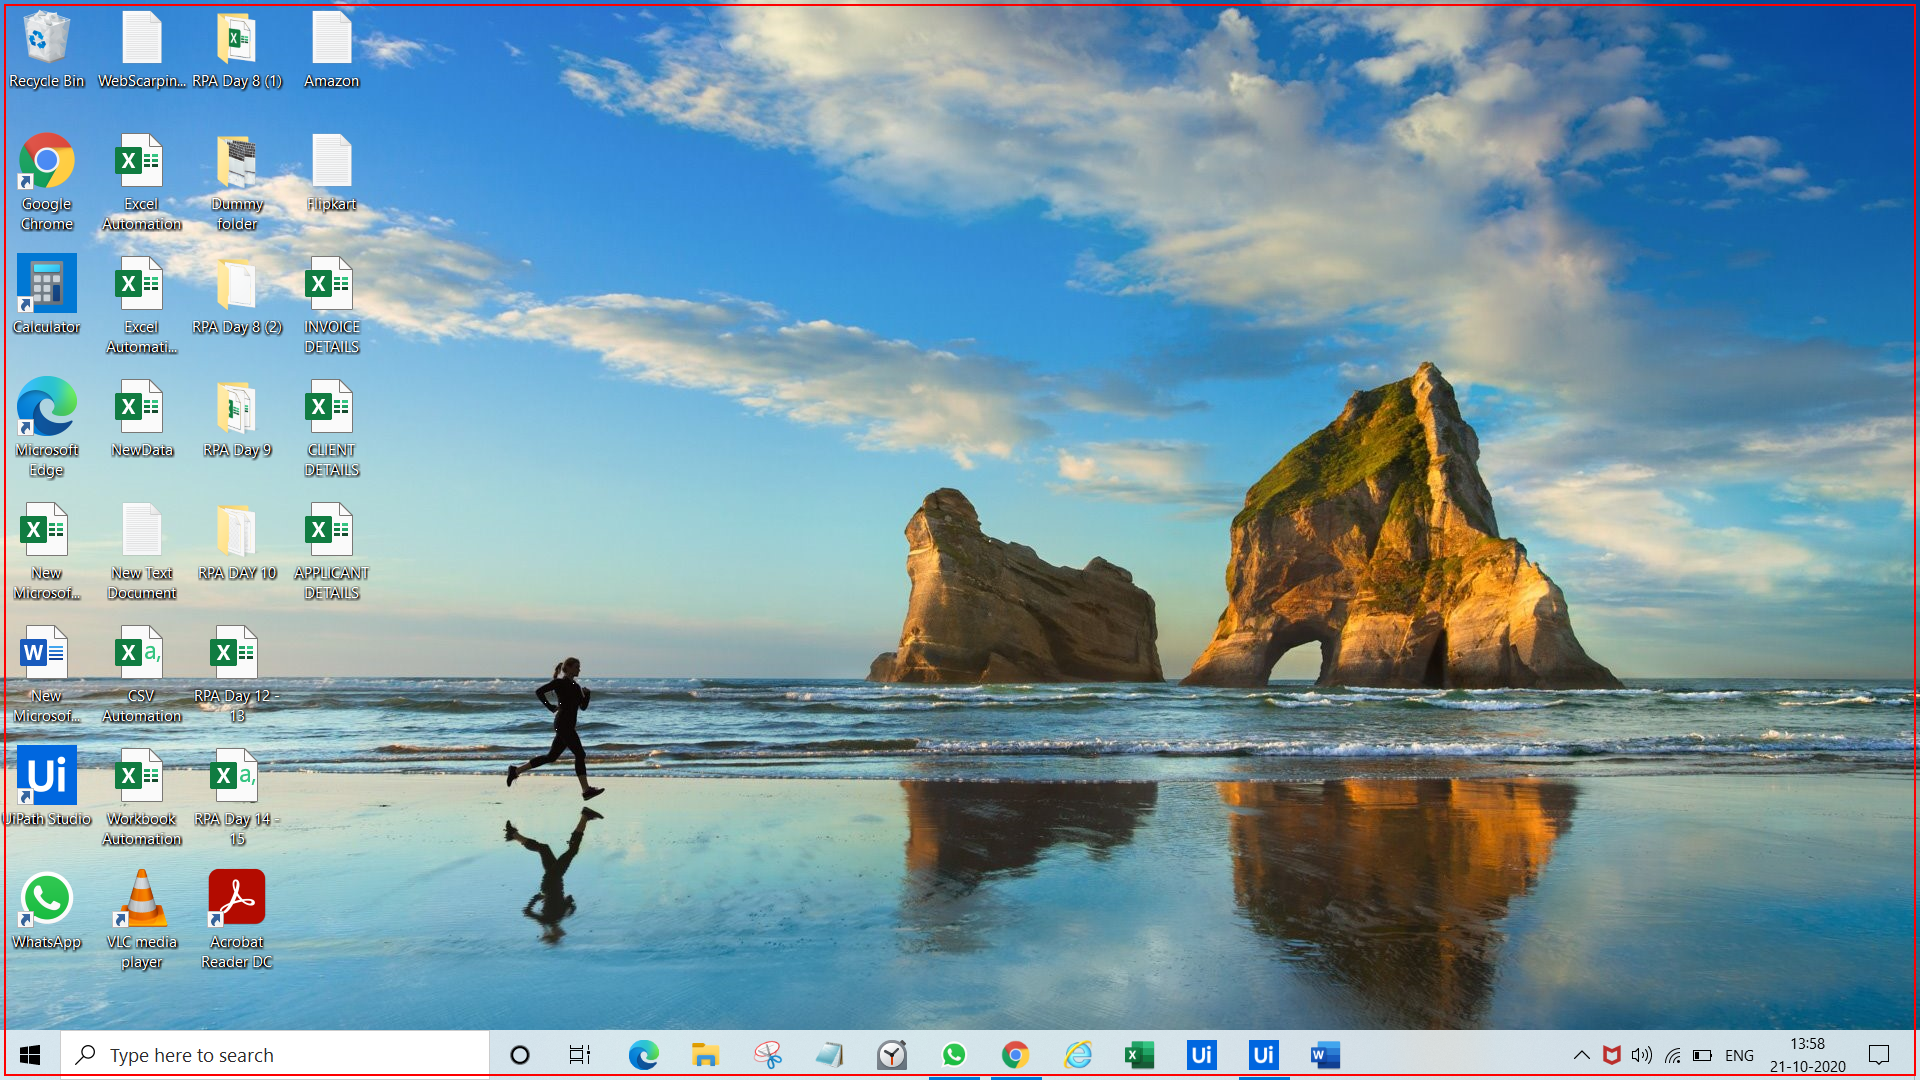 Recycle Bin
WebScarpin...
RPA Day 8 (1)
Amazon
Google
Chrome
Excel
Automation
Dummy
folder
Flipkart
Calculator
Excel
Automati...
RPA Day 8 (2)
INVOICE
DETAILS
Microsoft
Edge
NewData
RPA Day 9
CLIENT
DETAILS
New
Microsof...
New Text
Document
RPA DAY 10
APPLICANT
DETAILS
New
Microsof...
CSV
Automation
RPA Day 12 -
13
UiPath Studio
Workbook
Automation
RPA Day 14 -
15
WhatsApp
VLC media
player
Acrobat
Reader DC
Type here to search
ENG
13:58
21-10-2020